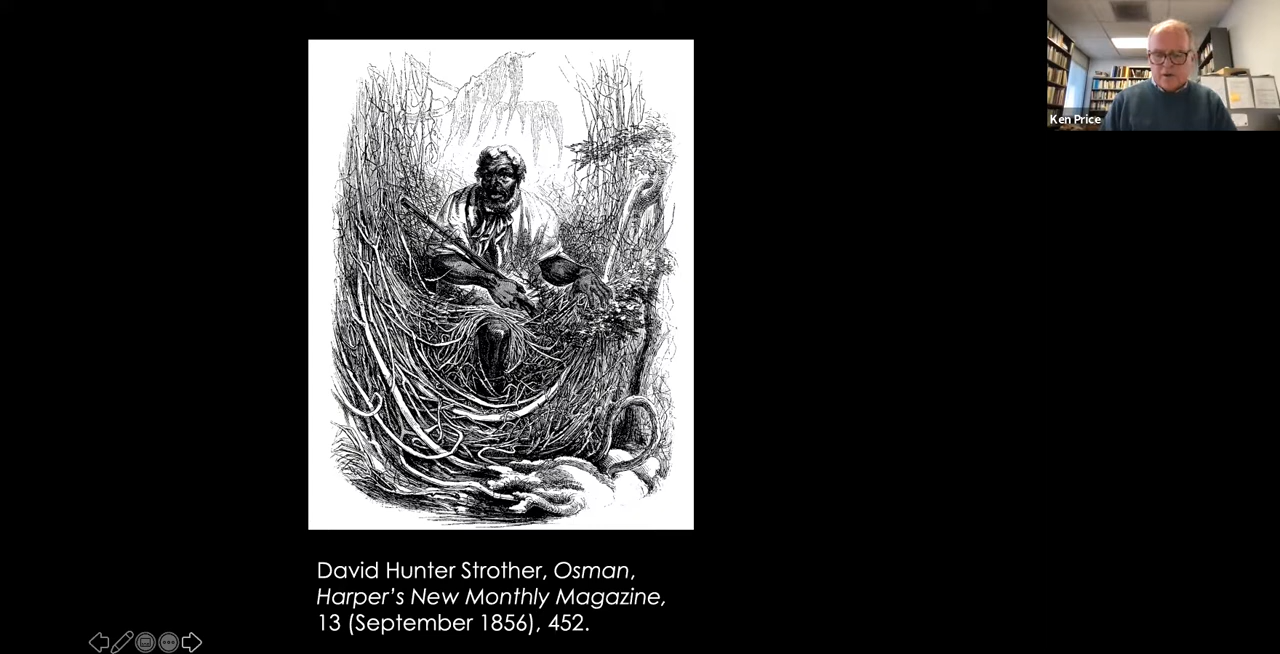 Ken Price
David Hunter Strother, Osman,
Harper's New Monthly Magazine,
13 (September 1856), 452.